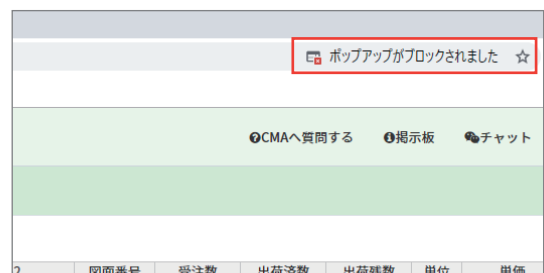 ポップアップがブロックされました
CMAへ質問する 掲示板 チャット
2 図面番号 受注数 出荷済数 出荷残数 単位 単価